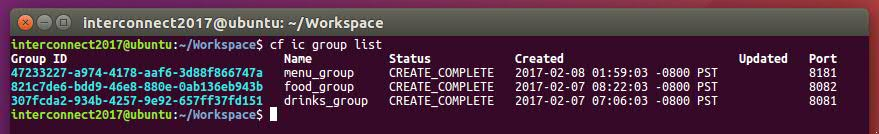 interconnect2017@ubuntu: ~/Workspace
interconnect2017@ubuntu:~/Workspace$ cf ic group list
Group ID Name Status Created Updated Port
47233227-a974-4178-aaf6-3d88f866747a menu_group CREATE_COMPLETE 2017-02-08 01:59:03 -0800 PST 8181
821c7de6-bdd9-46e8-880e-0ab136eb943b food_group CREATE_COMPLETE 2017-02-07 08:22:03 -0800 PST 8082
307fcda2-934b-4257-9e92-657ff37fd151 drinks_group CREATE_COMPLETE 2017-02-07 07:06:03 -0800 PST 8081
interconnect2017@ubuntu:~/Workspace$